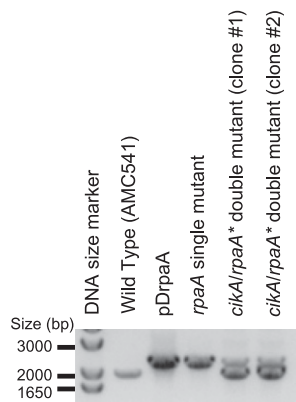 DNA size marker
Wild Type (AMC541)
pDrpaA
rpaA single mutant
cikA/rpaA* double mutant (clone #1)
cikA/rpaA* double mutant (clone #2)
Size (bp)
3000
2000
1650